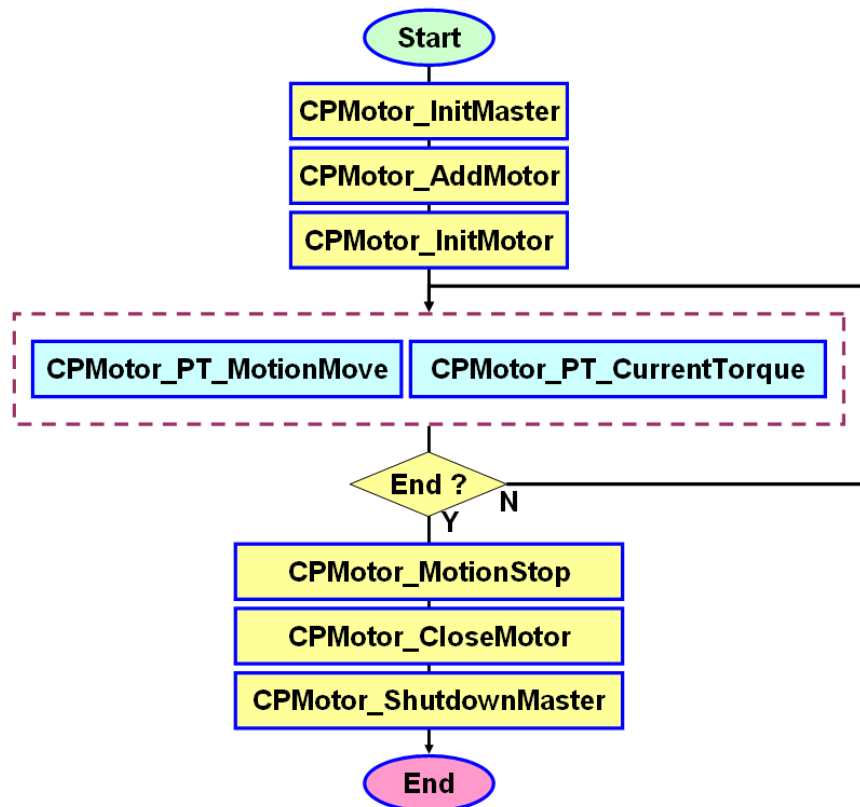 Start
CPMotor_InitMaster
CPMotor_AddMotor
CPMotor_InitMotor
CPMotor_PT_MotionMove
CPMotor_PT_CurrentTorque
End ?
N
Y
CPMotor_MotionStop
CPMotor_CloseMotor
CPMotor_ShutdownMaster
End